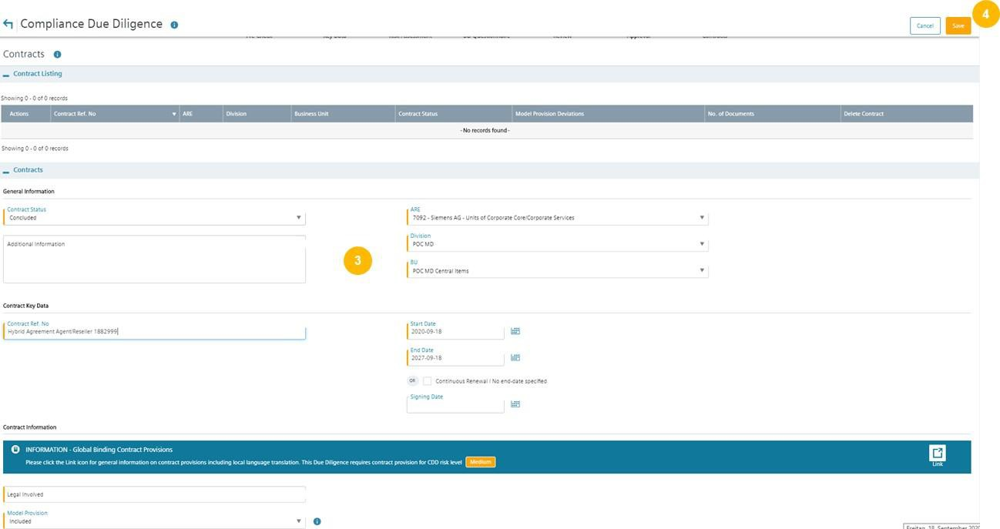 4
Compliance Due Diligence
Cancel
Save
Pre-Check Key Data Risk Assessment DD Questionnaire Review Approval Contracts
Contracts
Contract Listing
Showing 0 - 0 of 0 records
Actions Contract Ref. No ARE Division Business Unit Contract Status Model Provision Deviations No. of Documents Delete Contract
- No records found -
Showing 0 - 0 of 0 records
Contracts
General Information
Contract Status
Concluded
ARE
7092 - Siemens AG - Units of Corporate Core/Corporate Services
Additional Information
Division
POC MD
3
BU
POC MD Central Items
Contract Key Data
Contract Ref. No
Hybrid Agreement Agent/Reseller 1882999
Start Date
2020-09-18
End Date
2027-09-18
OR Continuous Renewal / No end-date specified
Signing Date
Contract Information
INFORMATION - Global Binding Contract Provisions
Please click the Link icon for general information on contract provisions including local language translation. This Due Diligence requires contract provision for CDD risk level Medium
Link
Legal Involved
Model Provision
Included
Freitag, 18. September 2020